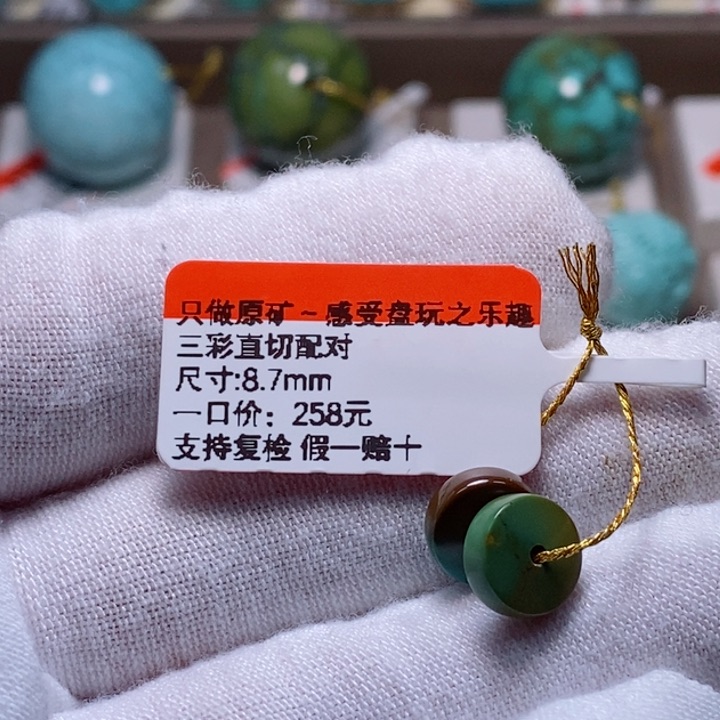 只做原矿~感受盘玩之乐趣
三彩直切配对
尺寸:8.7mm
一口价：258元
支持复检 假一赔十